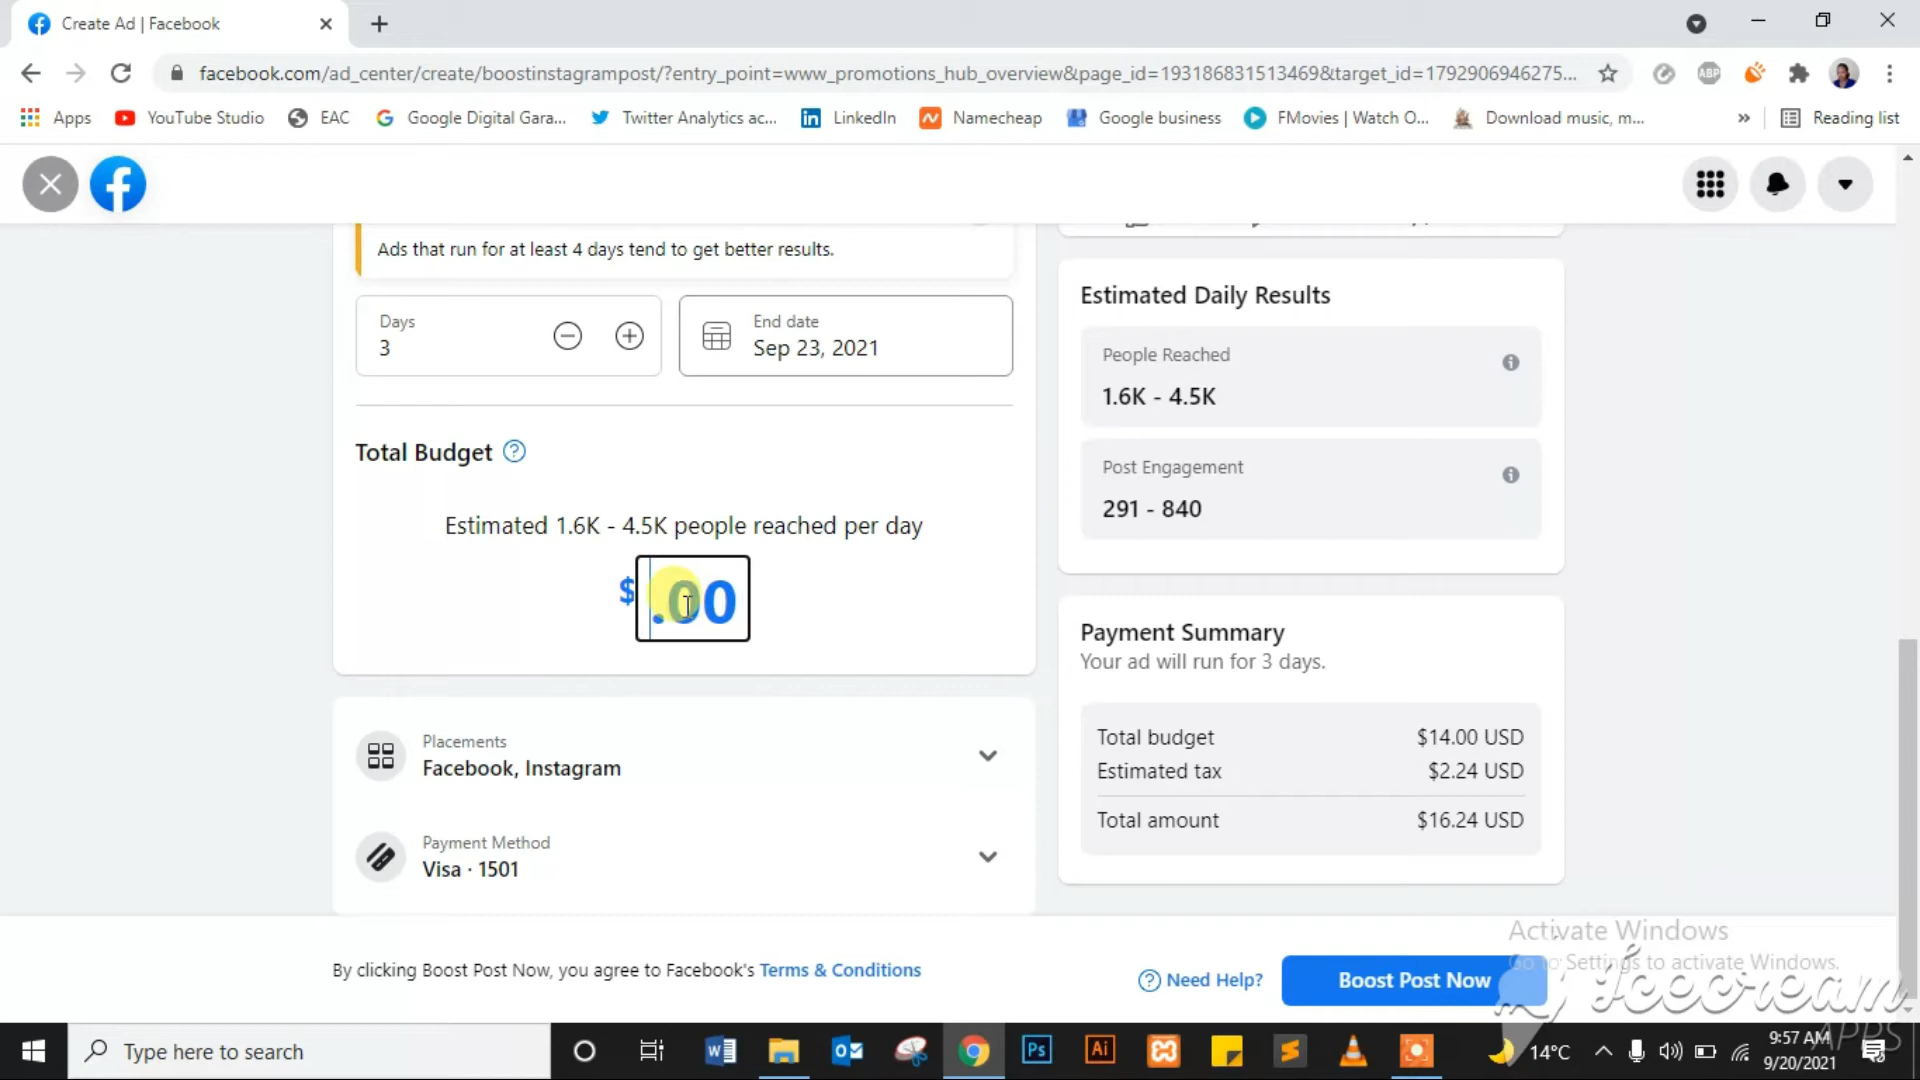 Create Ad | Facebook
facebook.com/ad_center/create/boostinstagrampost/?entry_point=www_promotions_hub_overview&page_id=193186831513469&target_id=1792906946275...
ABP
Apps YouTube Studio EAC Google Digital Gara... Twitter Analytics ac... LinkedIn Namecheap Google business FMovies | Watch O... Download music, m... » Reading list
Ads that run for at least 4 days tend to get better results.
Days
3
End date
Sep 23, 2021
Total Budget
Estimated 1.6K - 4.5K people reached per day
$.00
Placements
Facebook, Instagram
Payment Method
Visa · 1501
Estimated Daily Results
People Reached
1.6K - 4.5K
Post Engagement
291 - 840
Payment Summary
Your ad will run for 3 days.
Total budget $14.00 USD
Estimated tax $2.24 USD
Total amount $16.24 USD
By clicking Boost Post Now, you agree to Facebook's Terms & Conditions
Need Help?
Boost Post Now
Activate Windows
Go to Settings to activate Windows.
Icecream
APPS
Type here to search
Ps
Ai
14°C
9:57 AM
9/20/2021